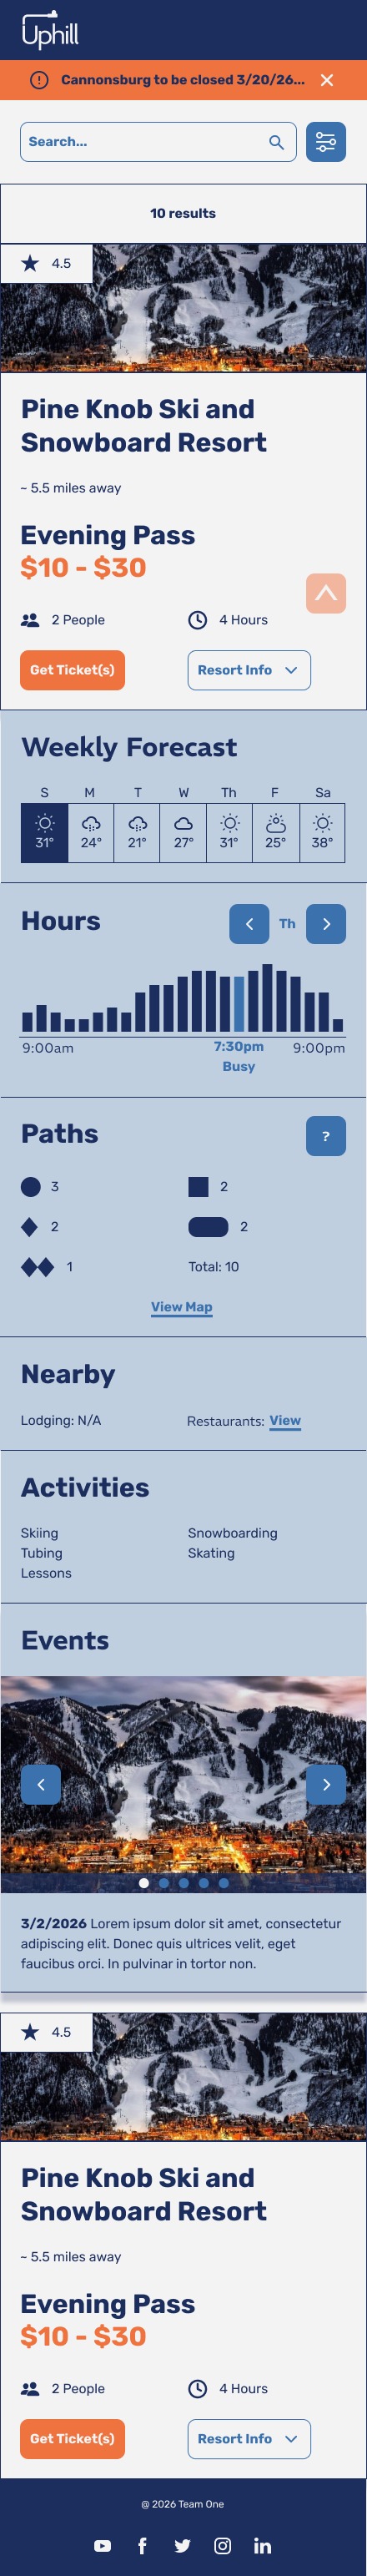 Uphill
Cannonsburg to be closed 3/20/26...
Search...
10 results
4.5
Pine Knob Ski and
Snowboard Resort
~ 5.5 miles away
Evening Pass
$10 - $30
2 People
4 Hours
Get Ticket(s)
Resort Info
Weekly Forecast
S M T W Th F Sa
31° 24° 21° 27° 31° 25° 38°
Hours
Th
9:00am 7:30pm 9:00pm
Busy
Paths
?
3 2
2 2
1 Total: 10
View Map
Nearby
Lodging: N/A Restaurants: View
Activities
Skiing Snowboarding
Tubing Skating
Lessons
Events
3/2/2026 Lorem ipsum dolor sit amet, consectetur
adipiscing elit. Donec quis ultrices velit, eget
faucibus orci. In pulvinar in tortor non.
4.5
Pine Knob Ski and
Snowboard Resort
~ 5.5 miles away
Evening Pass
$10 - $30
2 People
4 Hours
Get Ticket(s)
Resort Info
@ 2026 Team One